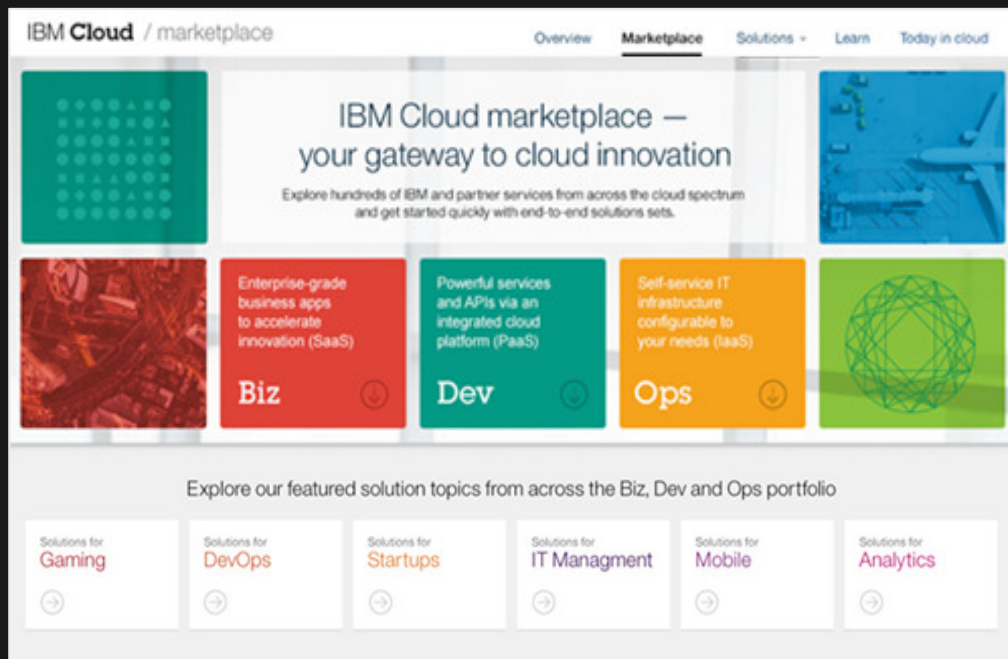 IBM Cloud / marketplace
Overview Marketplace Solutions Learn Today in cloud
IBM Cloud marketplace —
your gateway to cloud innovation
Explore hundreds of IBM and partner services from across the cloud spectrum
and get started quickly with end-to-end solutions sets.
Enterprise-grade
business apps
to accelerate
innovation (SaaS)
Biz
Powerful services
and APIs via an
integrated cloud
platform (PaaS)
Dev
Self-service IT
infrastructure
configurable to
your needs (IaaS)
Ops
Explore our featured solution topics from across the Biz, Dev and Ops portfolio
Solutions for
Gaming
Solutions for
DevOps
Solutions for
Startups
Solutions for
IT Managment
Solutions for
Mobile
Solutions for
Analytics